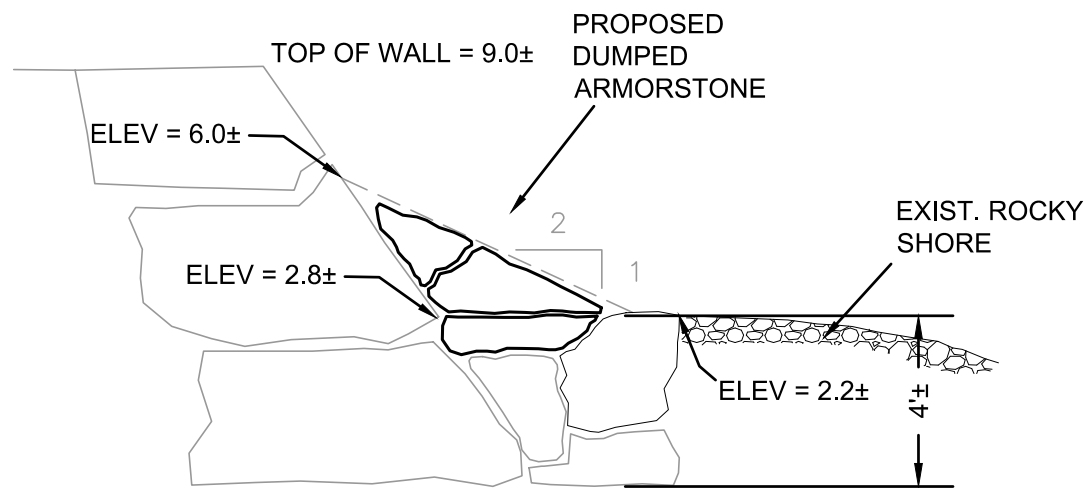 TOP OF WALL = 9.0±
PROPOSED
DUMPED
ARMORSTONE
ELEV = 6.0±
2
1
EXIST. ROCKY
SHORE
ELEV = 2.8±
ELEV = 2.2±
4'±